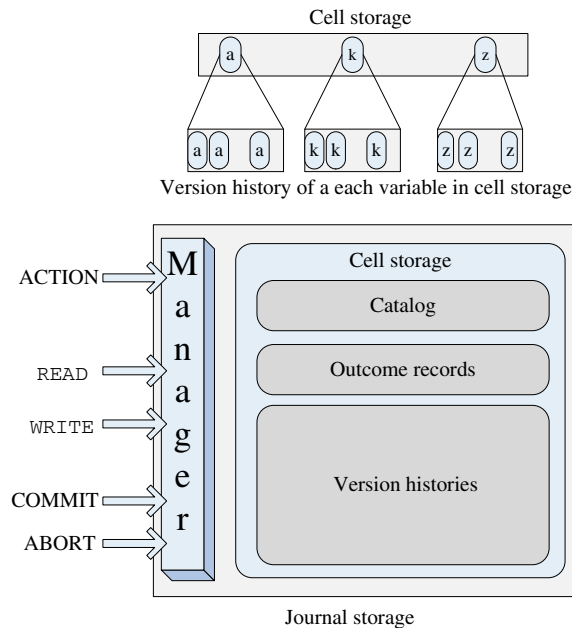 Cell storage
a k z
a a a k k k z z z
Version history of a each variable in cell storage
Manager
ACTION
READ
WRITE
COMMIT
ABORT
Cell storage
Catalog
Outcome records
Version histories
Journal storage